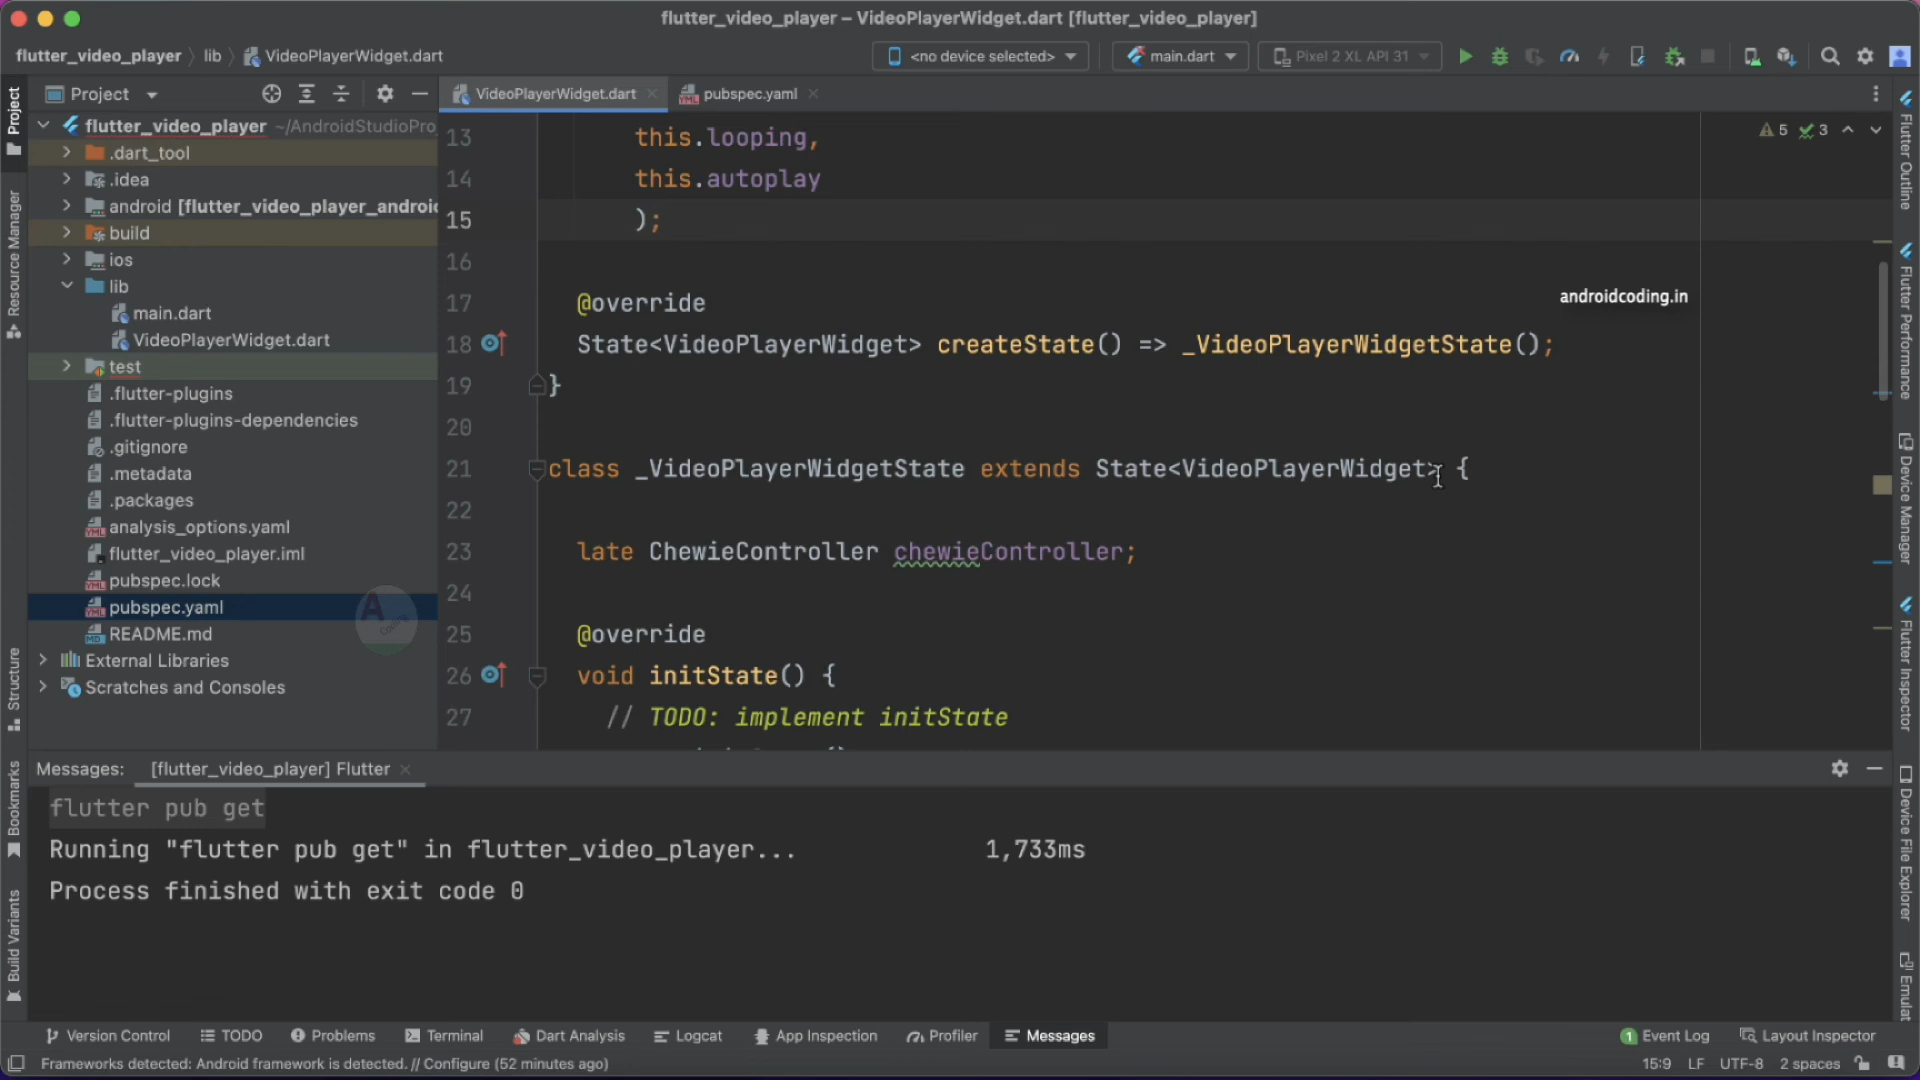 flutter_video_player – VideoPlayerWidget.dart [flutter_video_player]
flutter_video_player lib VideoPlayerWidget.dart <no device selected> main.dart Pixel 2 XL API 31
Project VideoPlayerWidget.dart pubspec.yaml
flutter_video_player ~/AndroidStudioPro
.dart_tool
.idea
android [flutter_video_player_android
build
ios
lib
main.dart
VideoPlayerWidget.dart
test
.flutter-plugins
.flutter-plugins-dependencies
.gitignore
.metadata
.packages
analysis_options.yaml
flutter_video_player.iml
pubspec.lock
pubspec.yaml
README.md
External Libraries
Scratches and Consoles
13 this.looping,
14 this.autoplay
15 );
16
17 @override
18 State<VideoPlayerWidget> createState() => _VideoPlayerWidgetState();
19 }
20
21 class _VideoPlayerWidgetState extends State<VideoPlayerWidget> {
22
23 late ChewieController chewieController;
24
25 @override
26 void initState() {
27 // TODO: implement initState
5 3
androidcoding.in
A Coding
Messages: [flutter_video_player] Flutter
flutter pub get
Running "flutter pub get" in flutter_video_player... 1,733ms
Process finished with exit code 0
Version Control TODO Problems Terminal Dart Analysis Logcat App Inspection Profiler Messages 1 Event Log Layout Inspector
Frameworks detected: Android framework is detected. // Configure (52 minutes ago) 15:9 LF UTF-8 2 spaces
Project
Resource Manager
Structure
Bookmarks
Build Variants
Flutter Outline
Flutter Performance
Device Manager
Flutter Inspector
Device File Explorer
Emulat